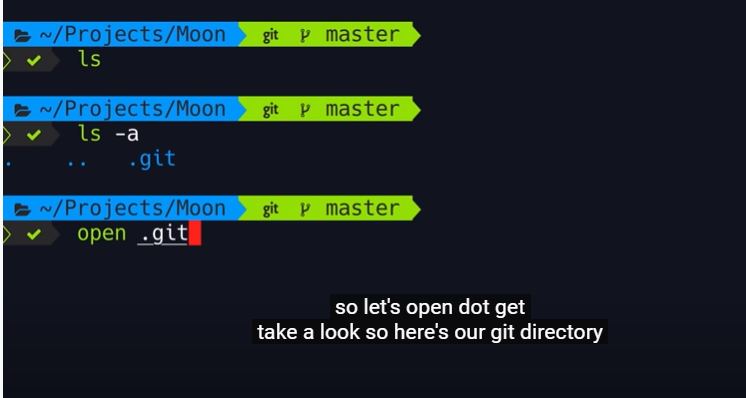 ~/Projects/Moon git master
ls
~/Projects/Moon git master
ls -a
. .. .git
~/Projects/Moon git master
open .git
so let's open dot get
take a look so here's our git directory